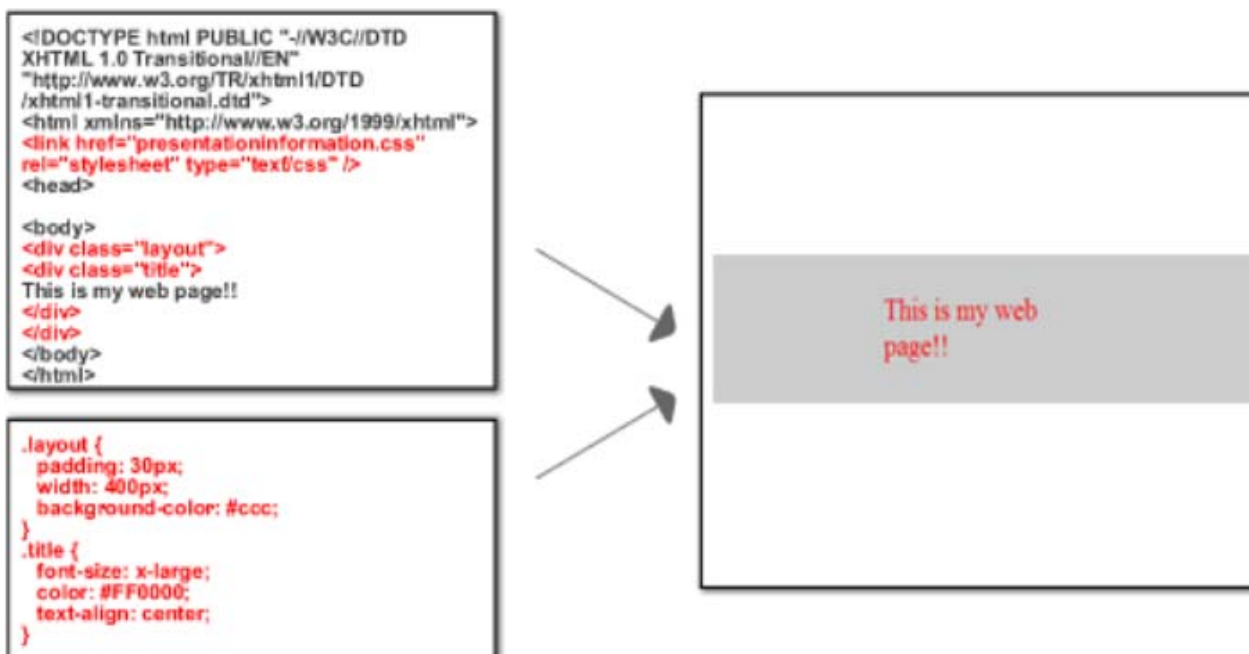 <!DOCTYPE html PUBLIC "-//W3C//DTD
XHTML 1.0 Transitional//EN"
"http://www.w3.org/TR/xhtml1/DTD
/xhtml1-transitional.dtd">
<html xmlns="http://www.w3.org/1999/xhtml">
<link href="presentationinformation.css"
rel="stylesheet" type="text/css" />
<head>
<body>
<div class="layout">
<div class="title">
This is my web page!!
</div>
</div>
</body>
</html>
.layout {
padding: 30px;
width: 400px;
background-color: #ccc;
}
.title {
font-size: x-large;
color: #FF0000;
text-align: center;
}
This is my web
page!!